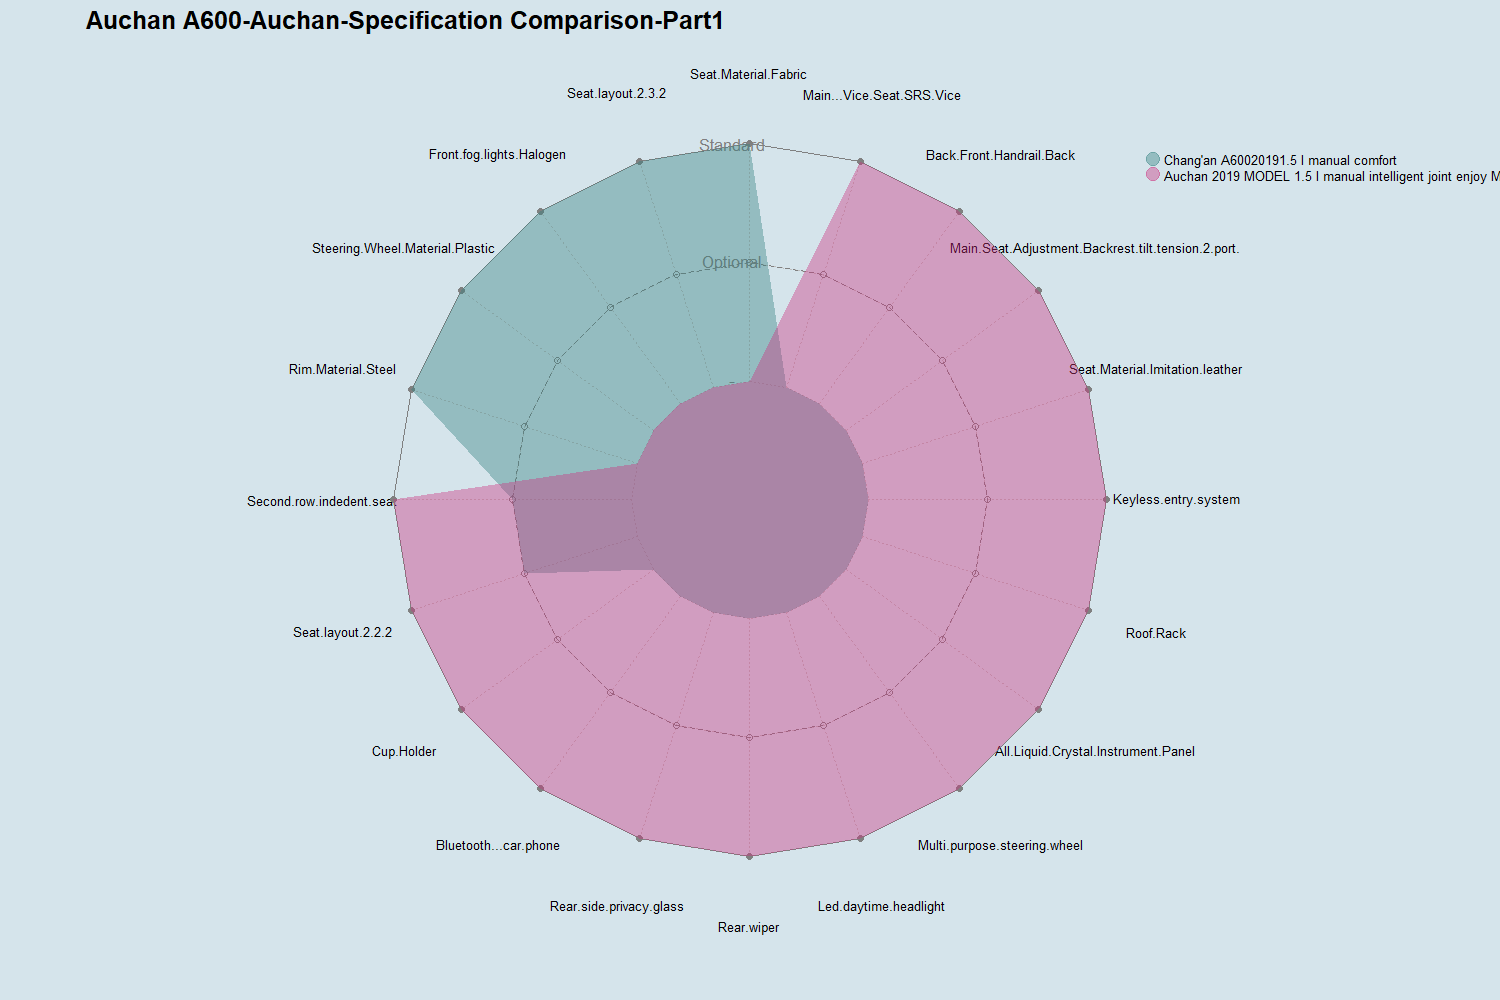 Auchan A600-Auchan-Specification Comparison-Part1
Seat.Material.Fabric
Seat.layout.2.3.2
Main...Vice.Seat.SRS.Vice
Standard
Front.fog.lights.Halogen
Back.Front.Handrail.Back
Chang'an A60020191.5 l manual comfort
Auchan 2019 MODEL 1.5 l manual intelligent joint enjoy M
Steering.Wheel.Material.Plastic
Main.Seat.Adjustment.Backrest.tilt.tension.2.port.
Optional
Rim.Material.Steel
Seat.Material.Imitation.leather
-
Second.row.indedent.seat
Keyless.entry.system
Seat.layout.2.2.2
Roof.Rack
Cup.Holder
All.Liquid.Crystal.Instrument.Panel
Bluetooth...car.phone
Multi.purpose.steering.wheel
Rear.side.privacy.glass
Led.daytime.headlight
Rear.wiper